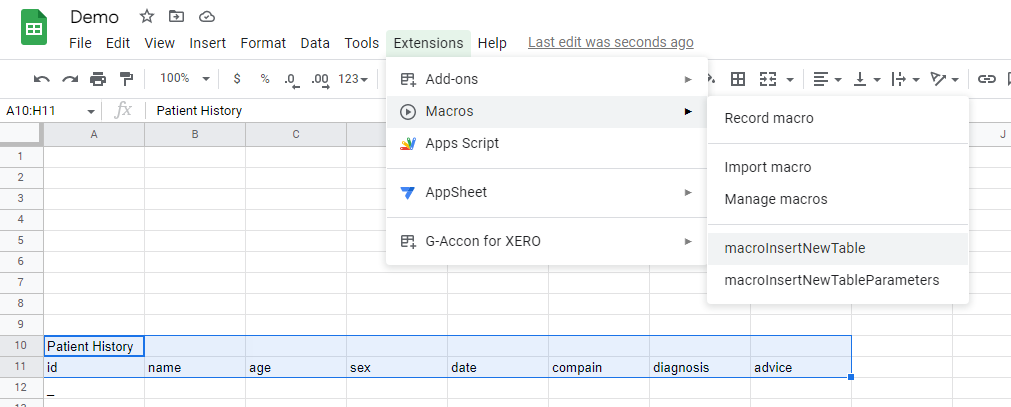 Demo
File Edit View Insert Format Data Tools Extensions Help Last edit was seconds ago
100% $ % .0 .00 123
A10:H11 fx Patient History
A B C J
Add-ons
Macros
Apps Script
AppSheet
G-Accon for XERO
Record macro
Import macro
Manage macros
macroInsertNewTable
macroInsertNewTableParameters
1
2
3
4
5
6
7
8
9
10 Patient History
11 id name age sex date compain diagnosis advice
12 _